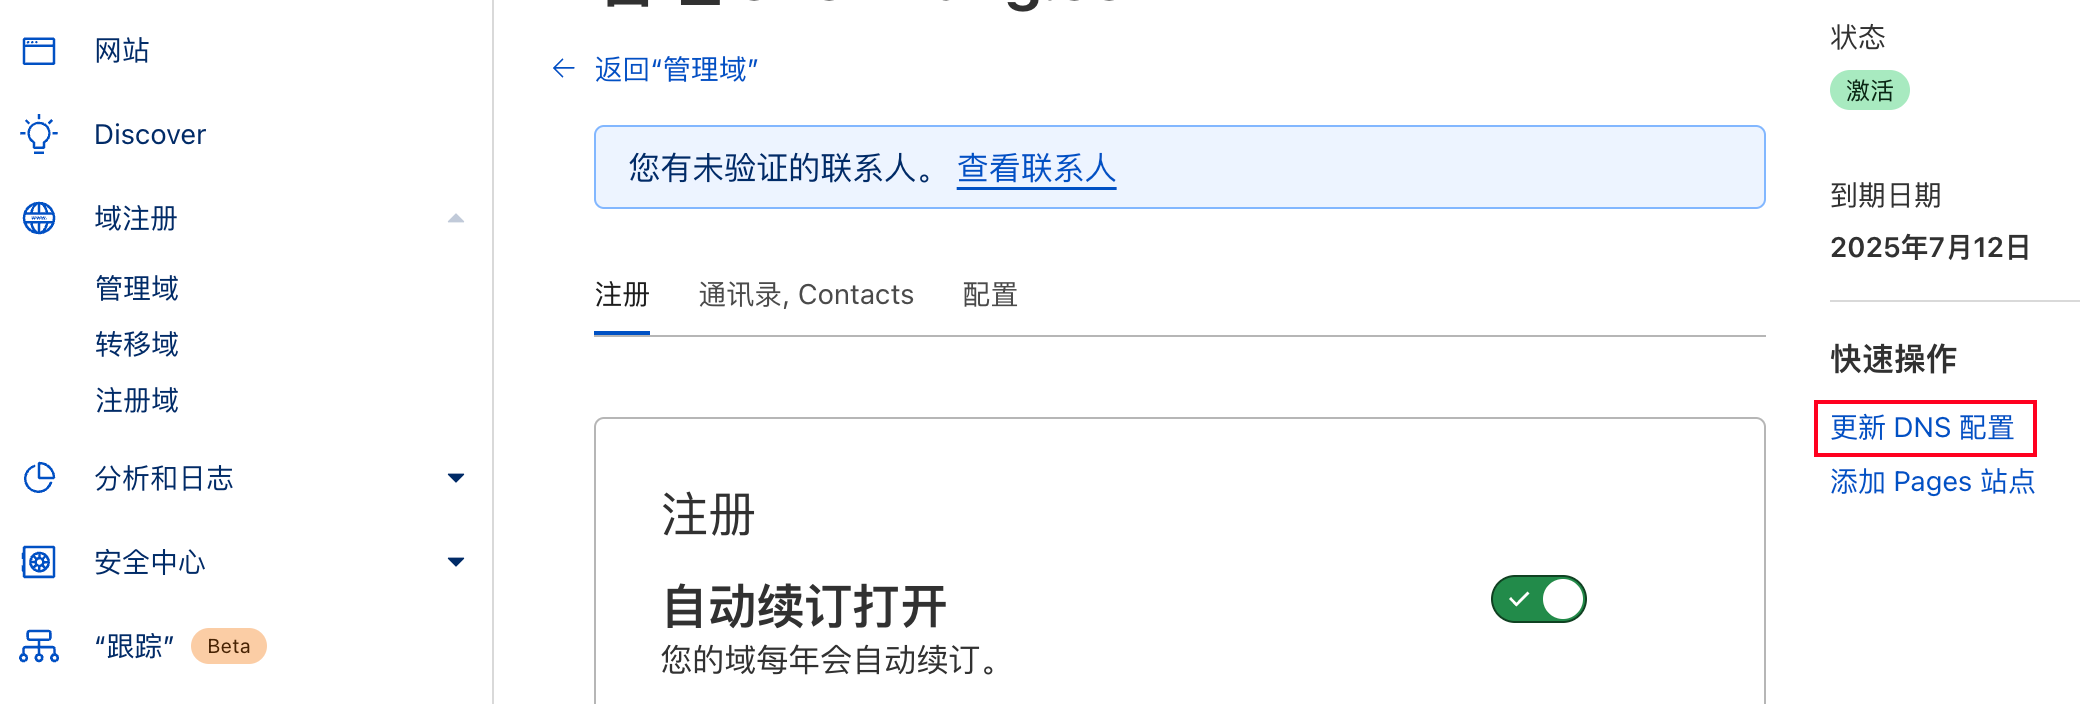 网站
Discover
域注册
管理域
转移域
注册域
分析和日志
安全中心
“跟踪” Beta
返回“管理域”
您有未验证的联系人。 查看联系人
注册 通讯录, Contacts 配置
注册
自动续订打开
您的域每年会自动续订。
状态
激活
到期日期
2025年7月12日
快速操作
更新 DNS 配置
添加 Pages 站点